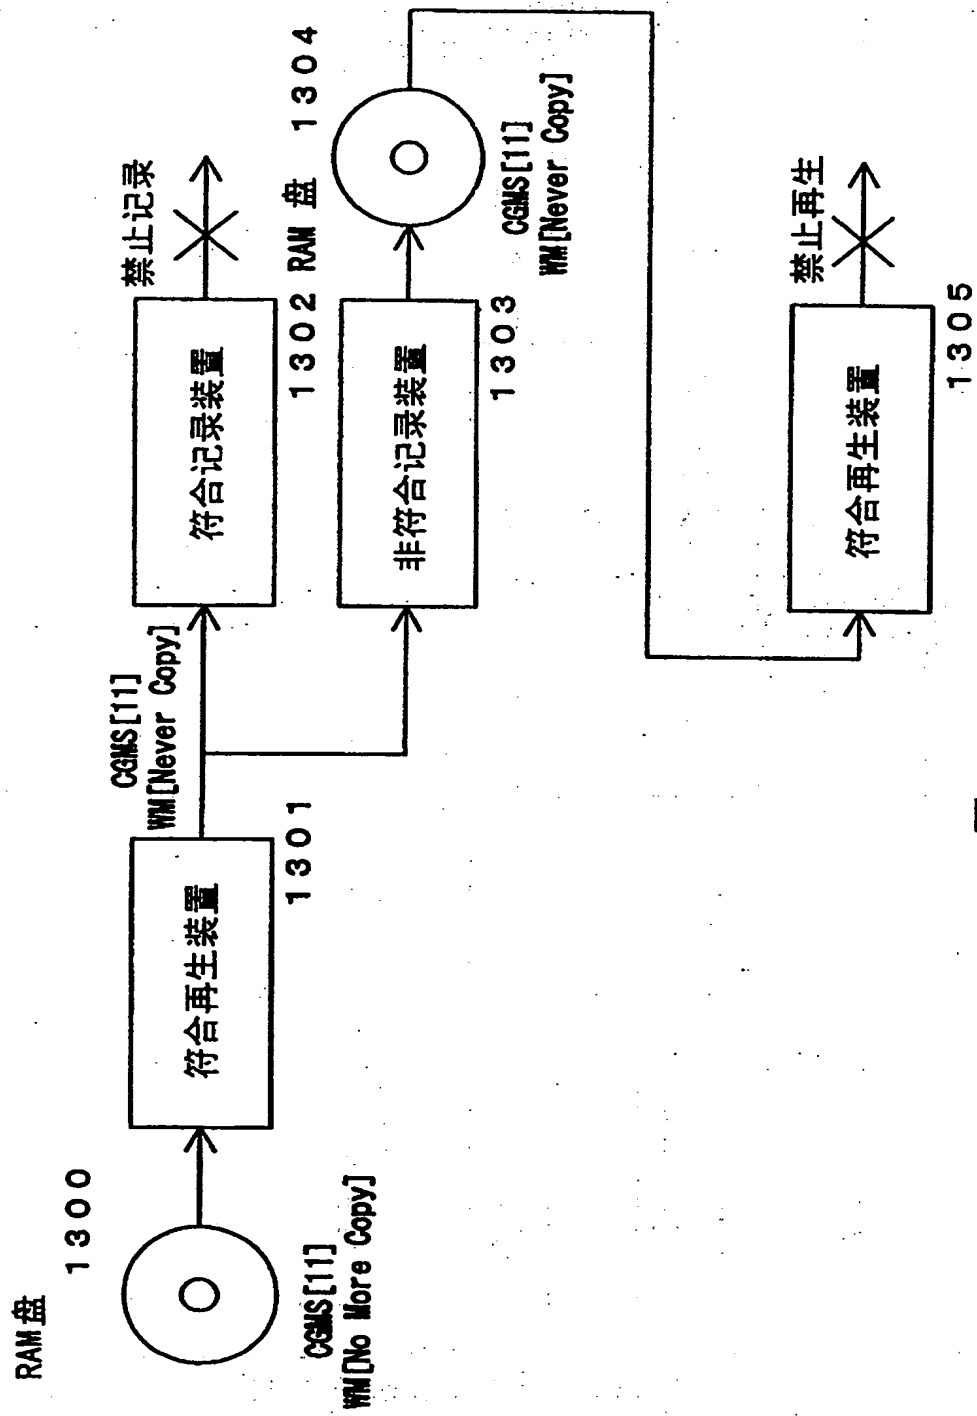 RAM盘
1300
CGMS[11]
WM[No More Copy]
符合再生装置
1301
CGMS[11]
WM[Never Copy]
符合记录装置
1302
禁止记录
非符合记录装置
1303
RAM 盘
1304
CGMS[11]
WM[Never Copy]
符合再生装置
1305
禁止再生